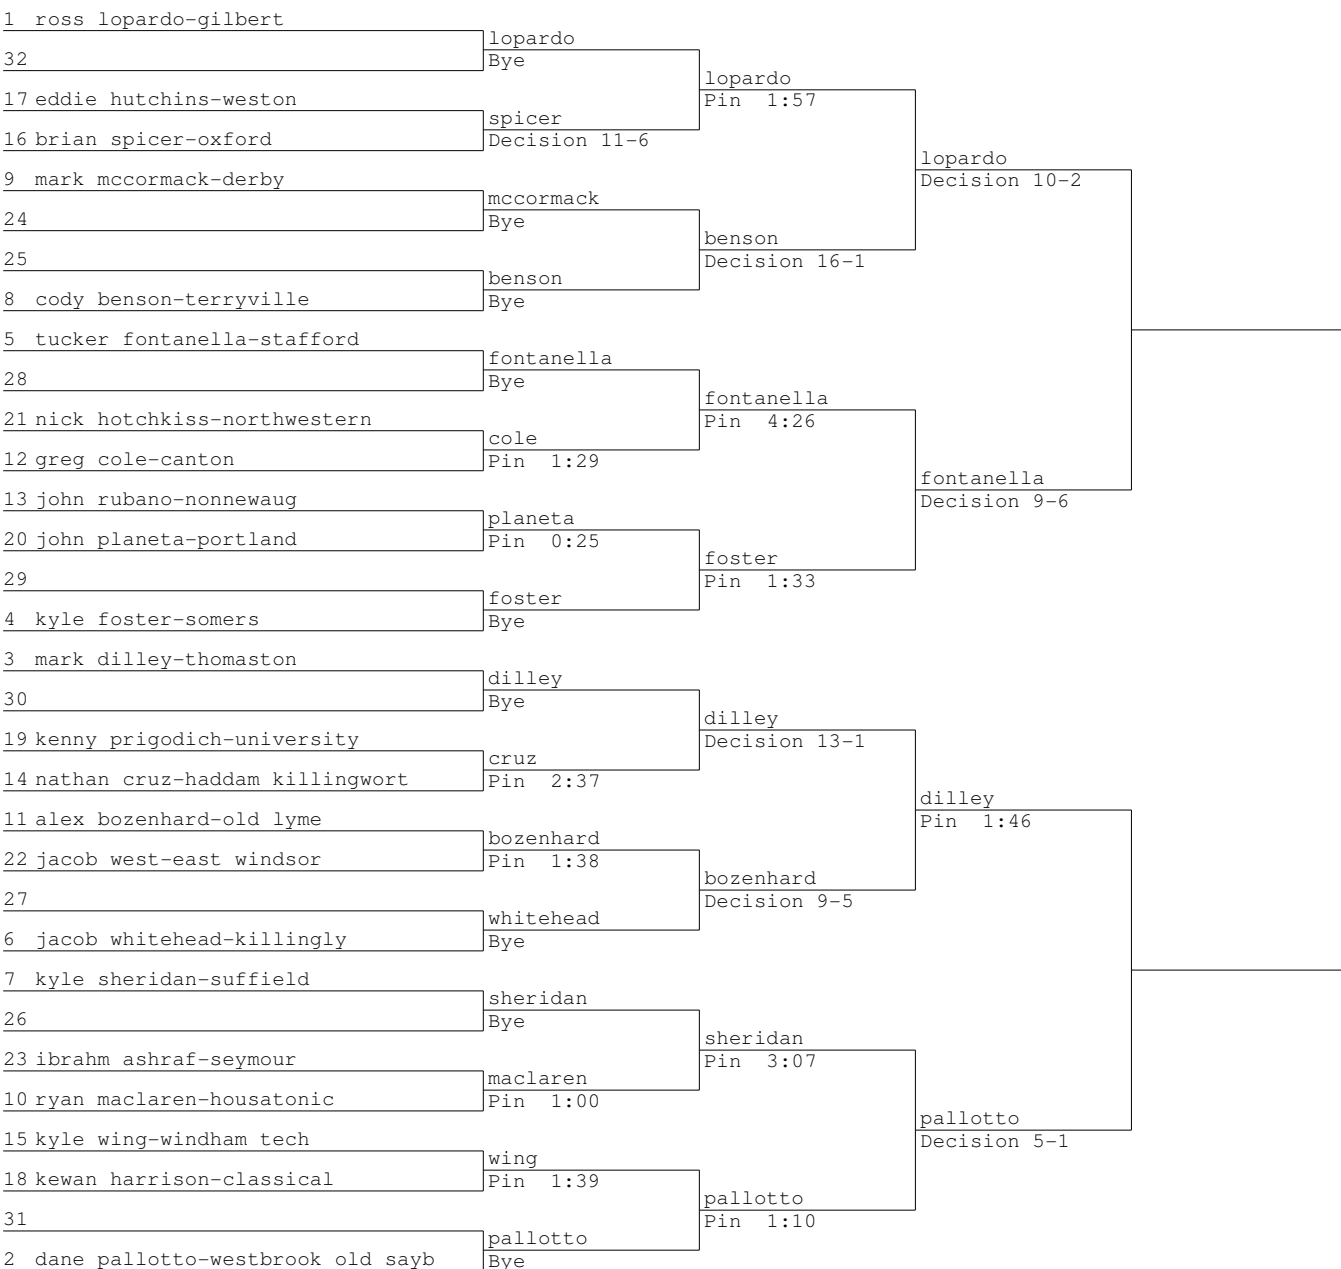 1 ross lopardo-gilbert
32
17 eddie hutchins-weston
16 brian spicer-oxford
9 mark mccormack-derby
24
25
8 cody benson-terryville
5 tucker fontanella-stafford
28
21 nick hotchkiss-northwestern
12 greg cole-canton
13 john rubano-nonnewaug
20 john planeta-portland
29
4 kyle foster-somers
3 mark dilley-thomaston
30
19 kenny prigodich-university
14 nathan cruz-haddam killingwort
11 alex bozenhard-old lyme
22 jacob west-east windsor
27
6 jacob whitehead-killingly
7 kyle sheridan-suffield
26
23 ibrahm ashraf-seymour
10 ryan maclaren-housatonic
15 kyle wing-windham tech
18 kewan harrison-classical
31
2 dane pallotto-westbrook old sayb
lopardo
Bye
spicer
Decision 11-6
mccormack
Bye
benson
Bye
fontanella
Bye
cole
Pin 1:29
planeta
Pin 0:25
foster
Bye
dilley
Bye
cruz
Pin 2:37
bozenhard
Pin 1:38
whitehead
Bye
sheridan
Bye
maclaren
Pin 1:00
wing
Pin 1:39
pallotto
Bye
lopardo
Pin 1:57
benson
Decision 16-1
fontanella
Pin 4:26
foster
Pin 1:33
dilley
Decision 13-1
bozenhard
Decision 9-5
sheridan
Pin 3:07
pallotto
Pin 1:10
lopardo
Decision 10-2
fontanella
Decision 9-6
dilley
Pin 1:46
pallotto
Decision 5-1